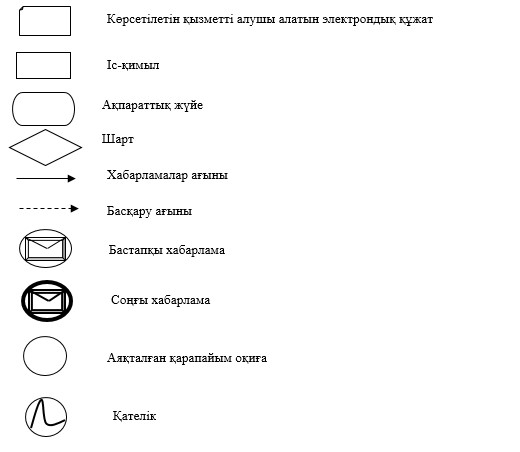 Көрсетілетін қызметті алушы алатын электрондық құжат
Іс-қимыл
Ақпараттық жүйе
Шарт
Хабарламалар ағыны
Басқару ағыны
Бастапқы хабарлама
Соңғы хабарлама
Аяқталған қарапайым оқиға
Қателік